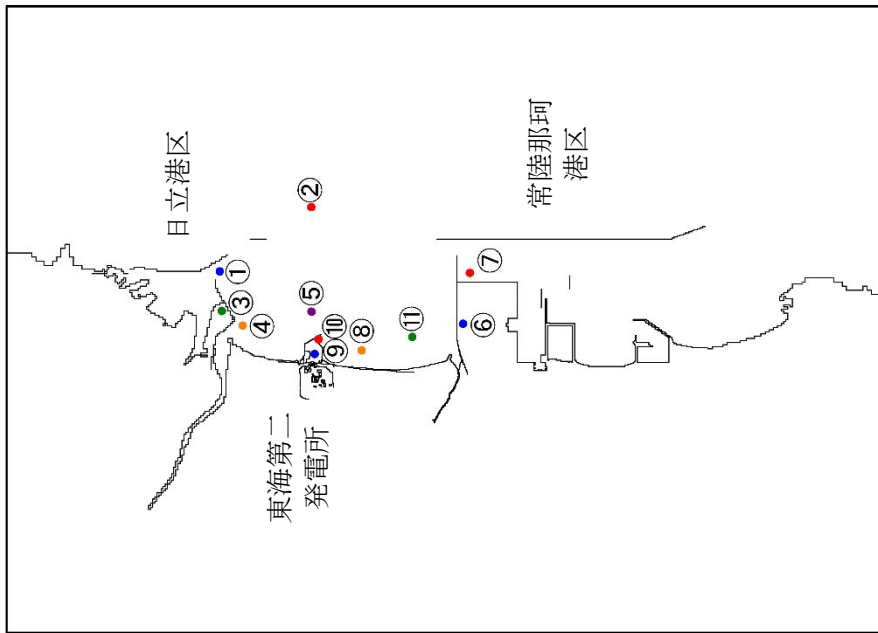 日立港区
①
②
③
④
⑤
⑩
⑨
⑧
⑪
⑥
⑦
東海第二
発電所
常陸那珂
港区